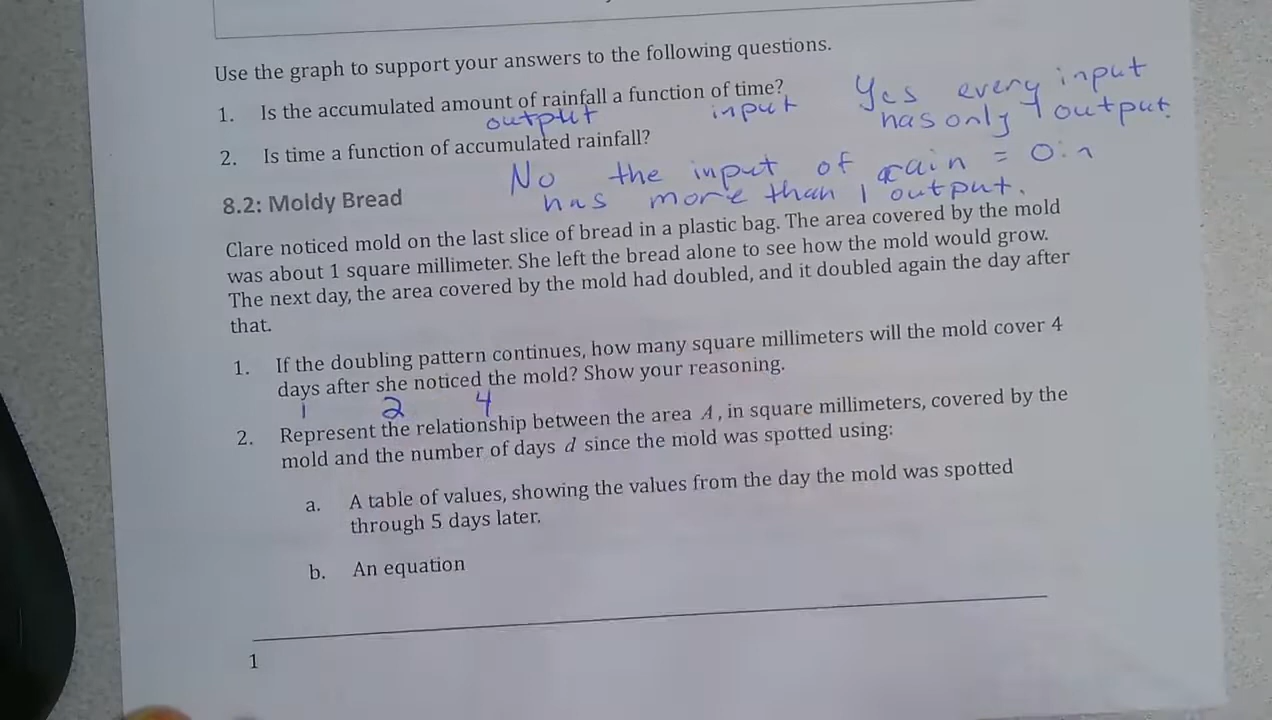 Use the graph to support your answers to the following questions.
1. Is the accumulated amount of rainfall a function of time?
output input
Yes every input
has only 1 output.
2. Is time a function of accumulated rainfall?
No the input of rain = 0in
has more than 1 output.
8.2: Moldy Bread
Clare noticed mold on the last slice of bread in a plastic bag. The area covered by the mold
was about 1 square millimeter. She left the bread alone to see how the mold would grow.
The next day, the area covered by the mold had doubled, and it doubled again the day after
that.
1. If the doubling pattern continues, how many square millimeters will the mold cover 4
days after she noticed the mold? Show your reasoning.
1 2 4
2. Represent the relationship between the area A, in square millimeters, covered by the
mold and the number of days d since the mold was spotted using:
a. A table of values, showing the values from the day the mold was spotted
through 5 days later.
b. An equation
1